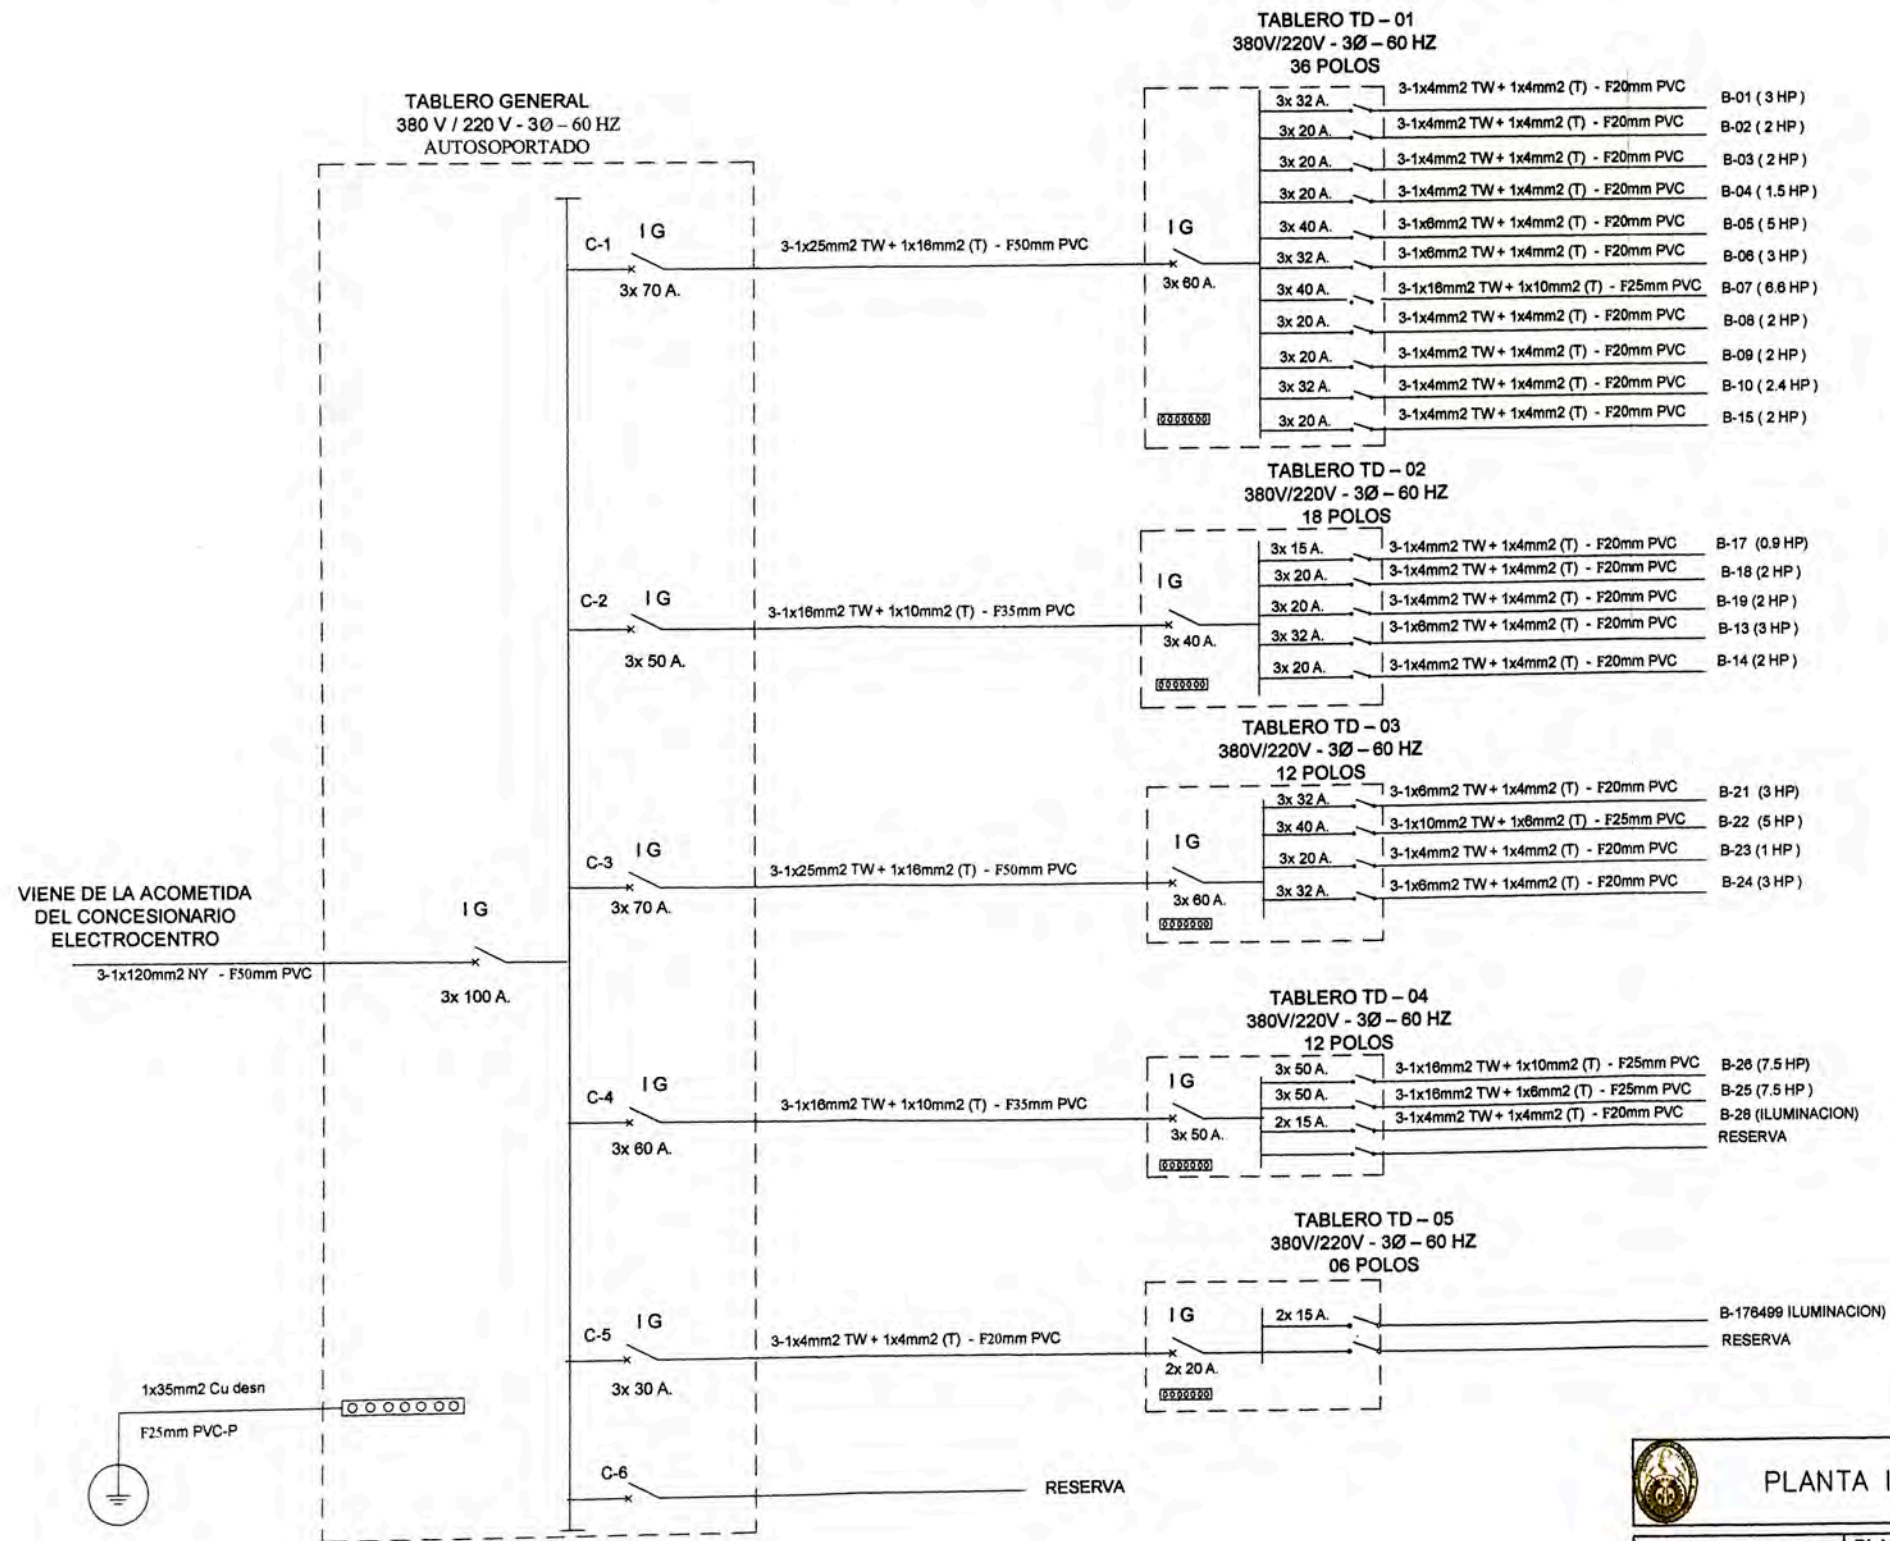 TABLERO GENERAL
380 V / 220 V - 3Ø – 60 HZ
AUTOSOPORTADO
VIENE DE LA ACOMETIDA
DEL CONCESIONARIO
ELECTROCENTRO
3-1x120mm2 NY - F50mm PVC
I G
3x 100 A.
1x35mm2 Cu desn
F25mm PVC-P
C-1
I G
3x 70 A.
3-1x25mm2 TW + 1x16mm2 (T) - F50mm PVC
C-2
I G
3x 50 A.
3-1x16mm2 TW + 1x10mm2 (T) - F35mm PVC
C-3
I G
3x 70 A.
3-1x25mm2 TW + 1x16mm2 (T) - F50mm PVC
C-4
I G
3x 60 A.
3-1x16mm2 TW + 1x10mm2 (T) - F35mm PVC
C-5
I G
3x 30 A.
3-1x4mm2 TW + 1x4mm2 (T) - F20mm PVC
C-6
RESERVA
TABLERO TD – 01
380V/220V - 3Ø – 60 HZ
36 POLOS
I G
3x 60 A.
3x 32 A. 3-1x4mm2 TW + 1x4mm2 (T) - F20mm PVC B-01 ( 3 HP )
3x 20 A. 3-1x4mm2 TW + 1x4mm2 (T) - F20mm PVC B-02 ( 2 HP )
3x 20 A. 3-1x4mm2 TW + 1x4mm2 (T) - F20mm PVC B-03 ( 2 HP )
3x 20 A. 3-1x4mm2 TW + 1x4mm2 (T) - F20mm PVC B-04 ( 1.5 HP )
3x 40 A. 3-1x6mm2 TW + 1x4mm2 (T) - F20mm PVC B-05 ( 5 HP )
3x 32 A. 3-1x6mm2 TW + 1x4mm2 (T) - F20mm PVC B-06 ( 3 HP )
3x 40 A. 3-1x16mm2 TW + 1x10mm2 (T) - F25mm PVC B-07 ( 6.6 HP )
3x 20 A. 3-1x4mm2 TW + 1x4mm2 (T) - F20mm PVC B-08 ( 2 HP )
3x 20 A. 3-1x4mm2 TW + 1x4mm2 (T) - F20mm PVC B-09 ( 2 HP )
3x 32 A. 3-1x4mm2 TW + 1x4mm2 (T) - F20mm PVC B-10 ( 2.4 HP )
3x 20 A. 3-1x4mm2 TW + 1x4mm2 (T) - F20mm PVC B-15 ( 2 HP )
TABLERO TD – 02
380V/220V - 3Ø – 60 HZ
18 POLOS
I G
3x 40 A.
3x 15 A. 3-1x4mm2 TW + 1x4mm2 (T) - F20mm PVC B-17 (0.9 HP)
3x 20 A. 3-1x4mm2 TW + 1x4mm2 (T) - F20mm PVC B-18 (2 HP )
3x 20 A. 3-1x4mm2 TW + 1x4mm2 (T) - F20mm PVC B-19 (2 HP )
3x 32 A. 3-1x6mm2 TW + 1x4mm2 (T) - F20mm PVC B-13 (3 HP )
3x 20 A. 3-1x4mm2 TW + 1x4mm2 (T) - F20mm PVC B-14 (2 HP )
TABLERO TD – 03
380V/220V - 3Ø – 60 HZ
12 POLOS
I G
3x 60 A.
3x 32 A. 3-1x6mm2 TW + 1x4mm2 (T) - F20mm PVC B-21 (3 HP)
3x 40 A. 3-1x10mm2 TW + 1x6mm2 (T) - F25mm PVC B-22 (5 HP )
3x 20 A. 3-1x4mm2 TW + 1x4mm2 (T) - F20mm PVC B-23 (1 HP )
3x 32 A. 3-1x6mm2 TW + 1x4mm2 (T) - F20mm PVC B-24 (3 HP )
TABLERO TD – 04
380V/220V - 3Ø – 60 HZ
12 POLOS
I G
3x 50 A.
3x 50 A. 3-1x16mm2 TW + 1x10mm2 (T) - F25mm PVC B-26 (7.5 HP)
3x 50 A. 3-1x16mm2 TW + 1x6mm2 (T) - F25mm PVC B-25 (7.5 HP )
2x 15 A. 3-1x4mm2 TW + 1x4mm2 (T) - F20mm PVC B-28 (ILUMINACION)
RESERVA
TABLERO TD – 05
380V/220V - 3Ø – 60 HZ
06 POLOS
I G
2x 20 A.
2x 15 A. B-176499 ILUMINACION)
RESERVA
PLANTA